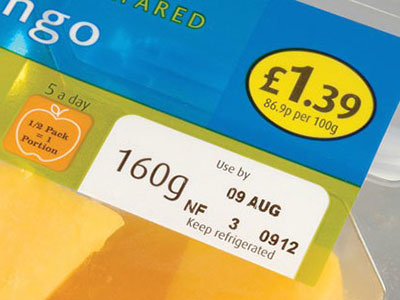 ARED
ngo
£1.39
86.9p per 100g
5 a day
1/2 Pack
= 1
Portion
160g
Use by
09 AUG
NF 3 0912
Keep refrigerated